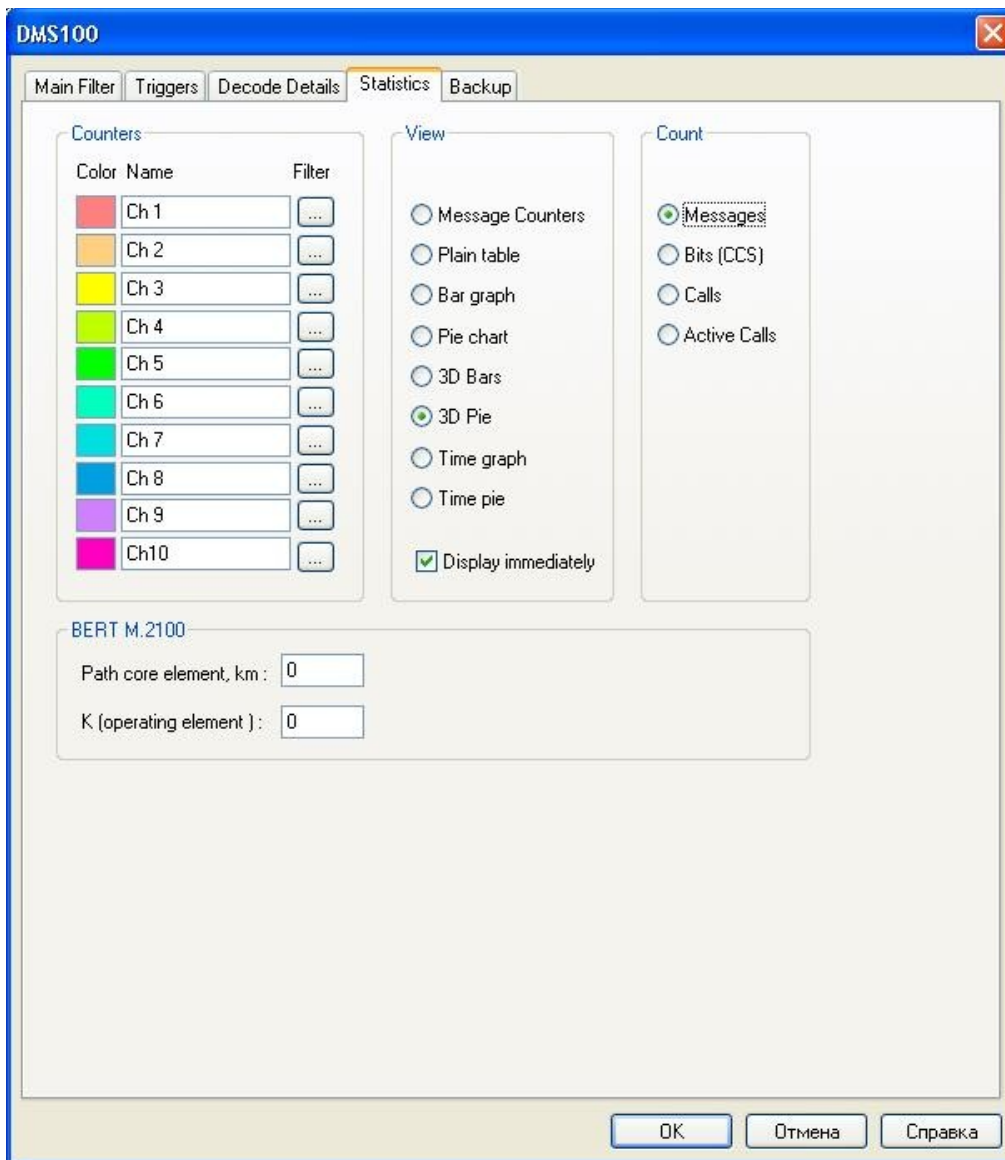 DMS100
Main Filter Triggers Decode Details Statistics Backup
Counters
Color Name Filter
Ch 1 ...
Ch 2 ...
Ch 3 ...
Ch 4 ...
Ch 5 ...
Ch 6 ...
Ch 7 ...
Ch 8 ...
Ch 9 ...
Ch10 ...
View
Message Counters
Plain table
Bar graph
Pie chart
3D Bars
3D Pie
Time graph
Time pie
Display immediately
Count
Messages
Bits (CCS)
Calls
Active Calls
BERT M.2100
Path core element, km : 0
K (operating element ) : 0
OK Отмена Справка